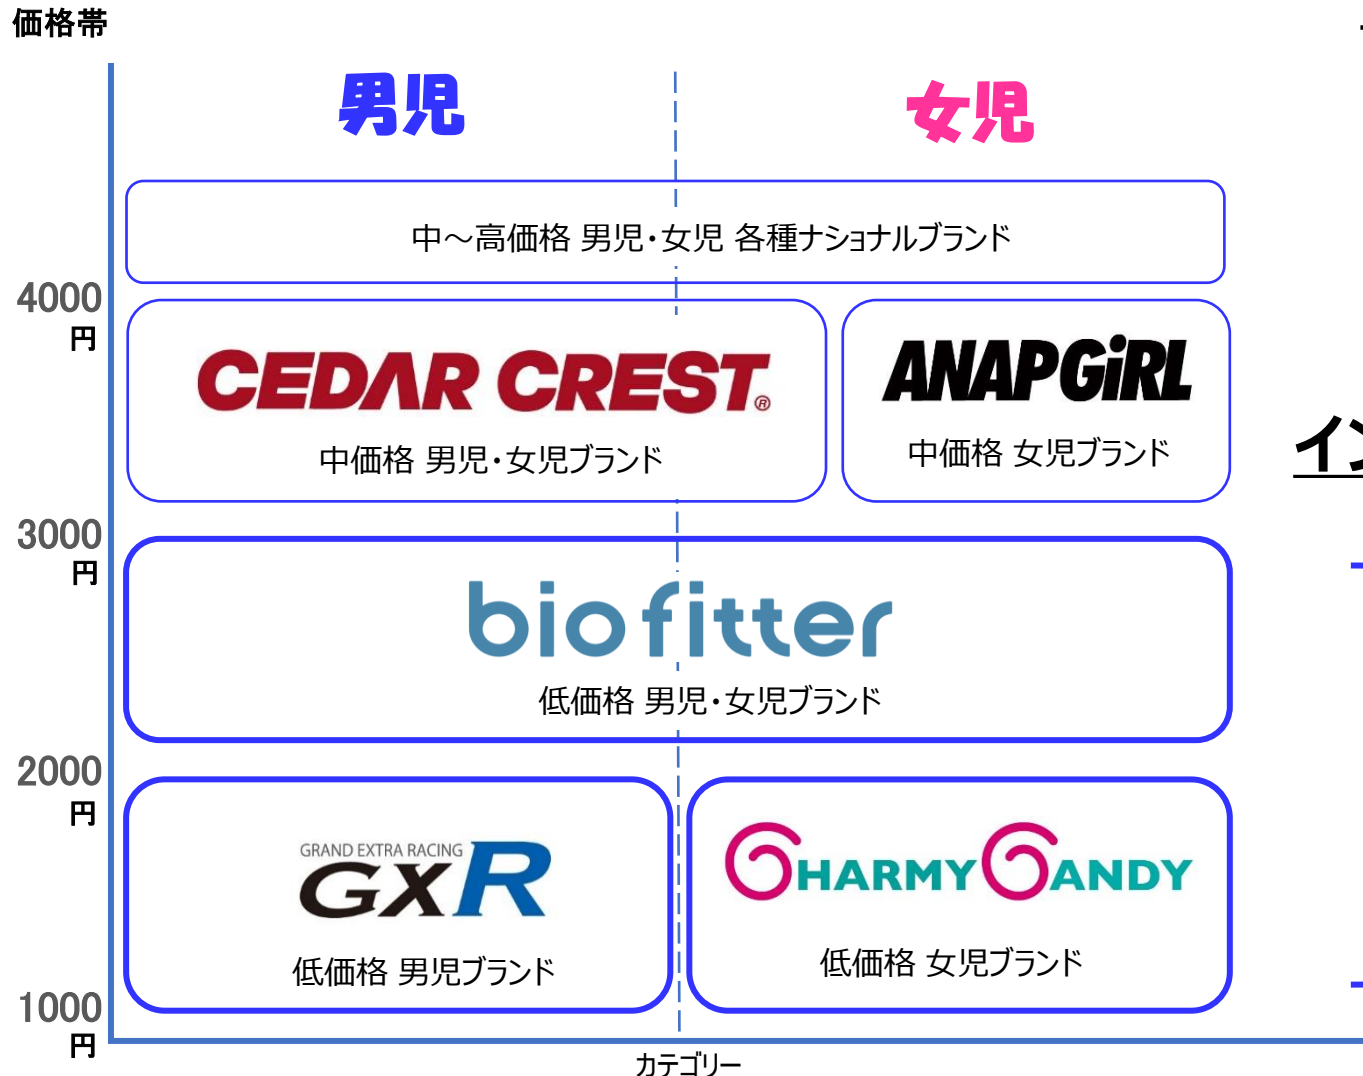 価格帯
男児
女児
中～高価格 男児・女児 各種ナショナルブランド
4000
円
CEDAR CREST®
中価格 男児・女児ブランド
ANAPGiRL
中価格 女児ブランド
イン
3000
円
biofitter
低価格 男児・女児ブランド
2000
円
GRAND EXTRA RACING
GXR
低価格 男児ブランド
CHARMY CANDY
低価格 女児ブランド
1000
円
カテゴリー